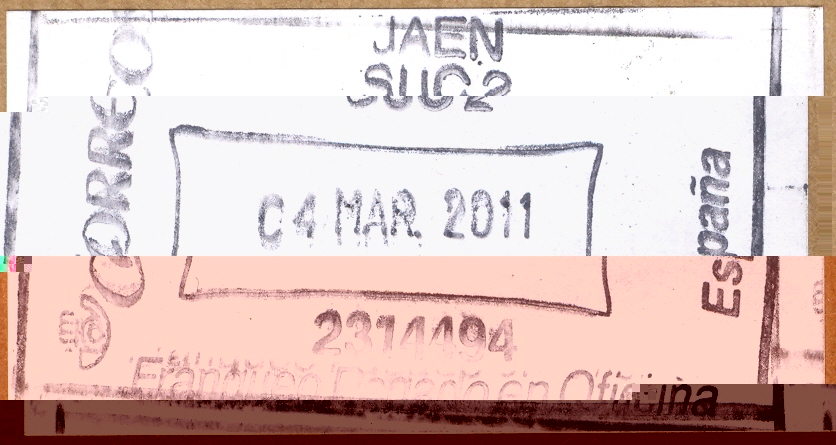 JAEN
SUC 2
CORREOS
04 MAR. 2011
España
2314494
Franqueo Pagado en Oficina